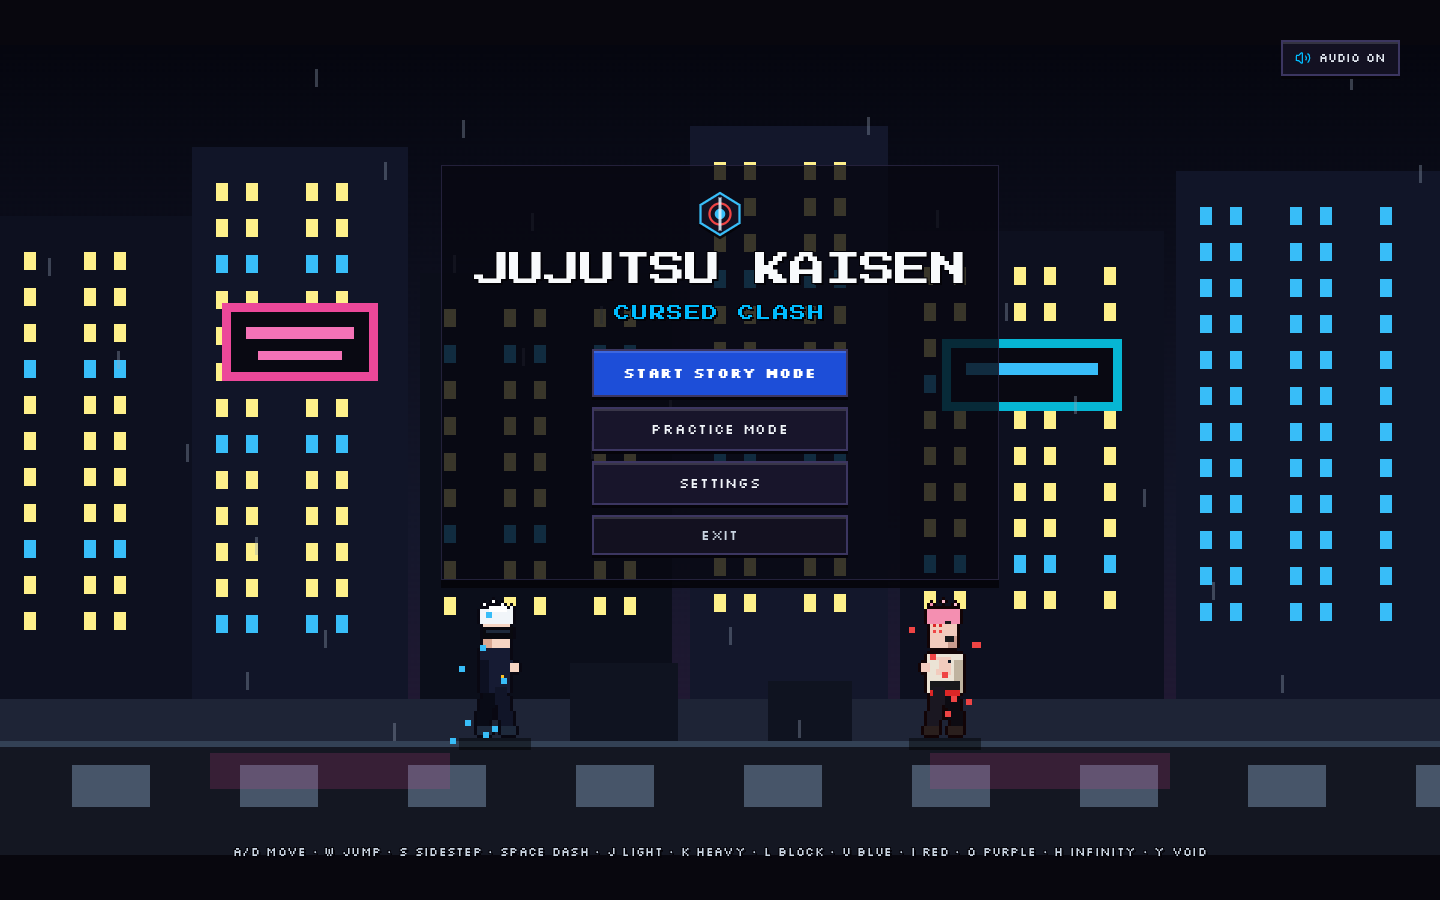 AUDIO ON
JUJUTSU KAISEN
CURSED CLASH
START STORY MODE
PRACTICE MODE
SETTINGS
EXIT
A/D MOVE · W JUMP · S SIDESTEP · SPACE DASH · J LIGHT · K HEAVY · L BLOCK · U BLUE · I RED · O PURPLE · H INFINITY · Y VOID